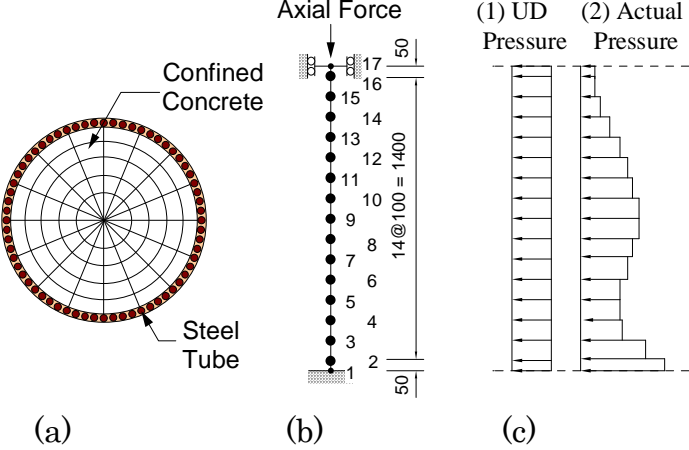 Confined
Concrete
Steel
Tube
(a)
Axial Force
50
17
16
15
14
13
12
11
10
9
8
7
6
5
4
3
2
1
14@100 = 1400
50
(b)
(1) UD
Pressure
(2) Actual
Pressure
(c)